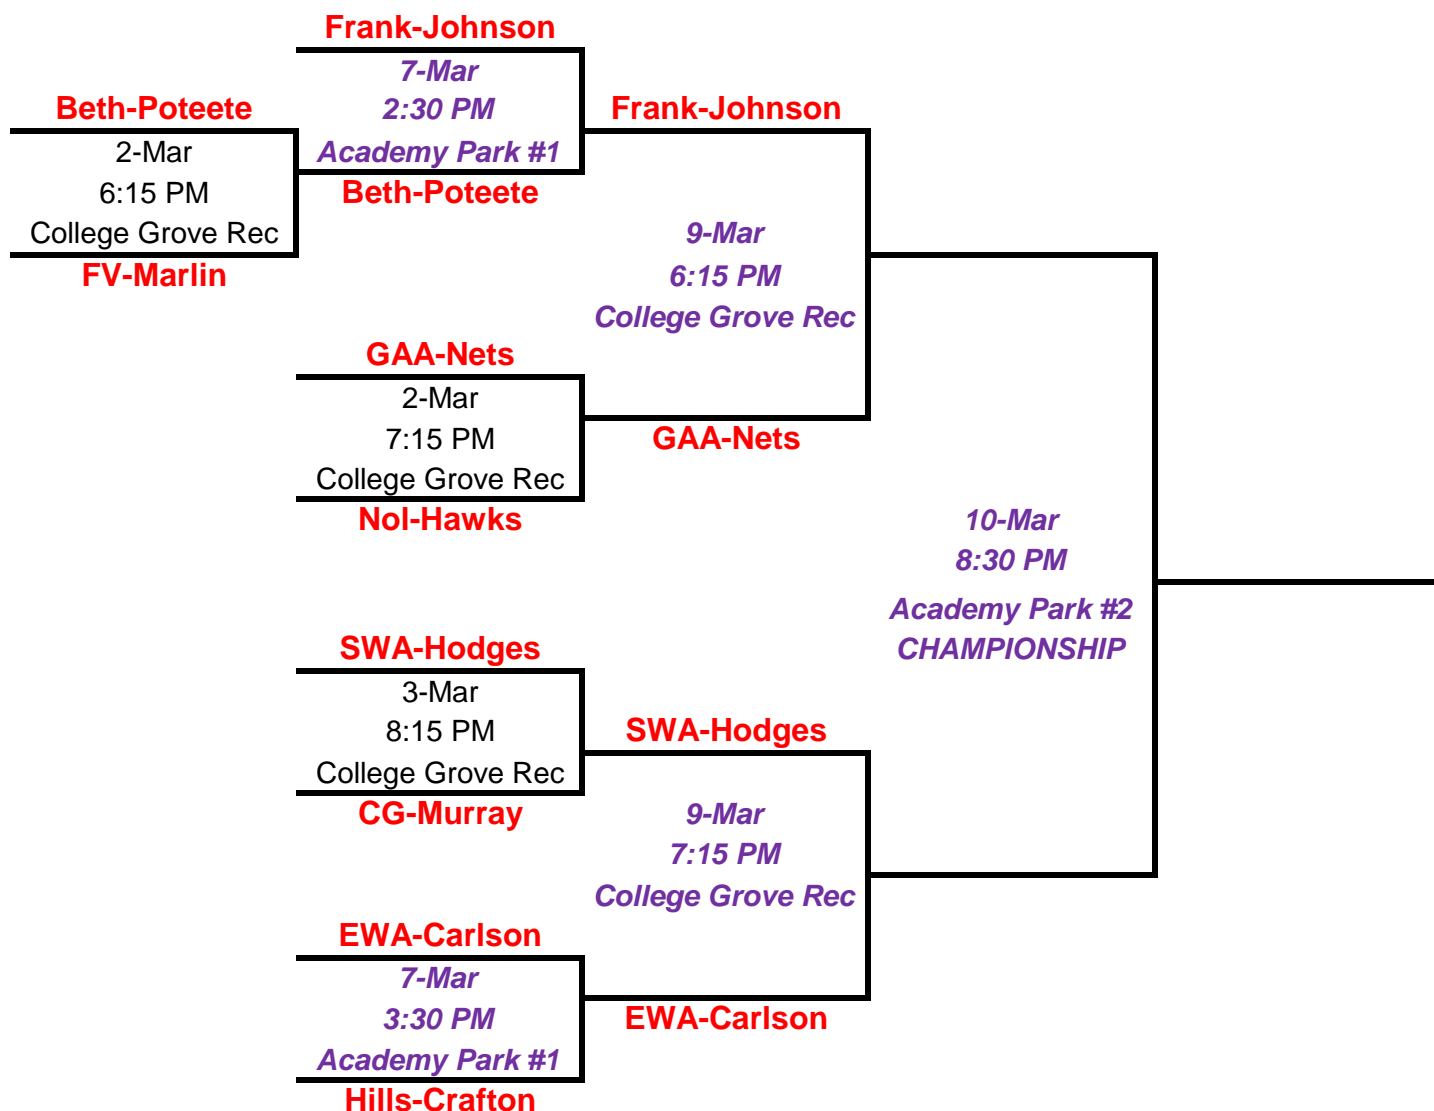 Frank-Johnson
7-Mar
2:30 PM
Academy Park #1
Beth-Poteete
Beth-Poteete
2-Mar
6:15 PM
College Grove Rec
FV-Marlin
Frank-Johnson
9-Mar
6:15 PM
College Grove Rec
GAA-Nets
GAA-Nets
2-Mar
7:15 PM
College Grove Rec
Nol-Hawks
10-Mar
8:30 PM
Academy Park #2
CHAMPIONSHIP
SWA-Hodges
3-Mar
8:15 PM
College Grove Rec
CG-Murray
SWA-Hodges
9-Mar
7:15 PM
College Grove Rec
EWA-Carlson
EWA-Carlson
7-Mar
3:30 PM
Academy Park #1
Hills-Crafton